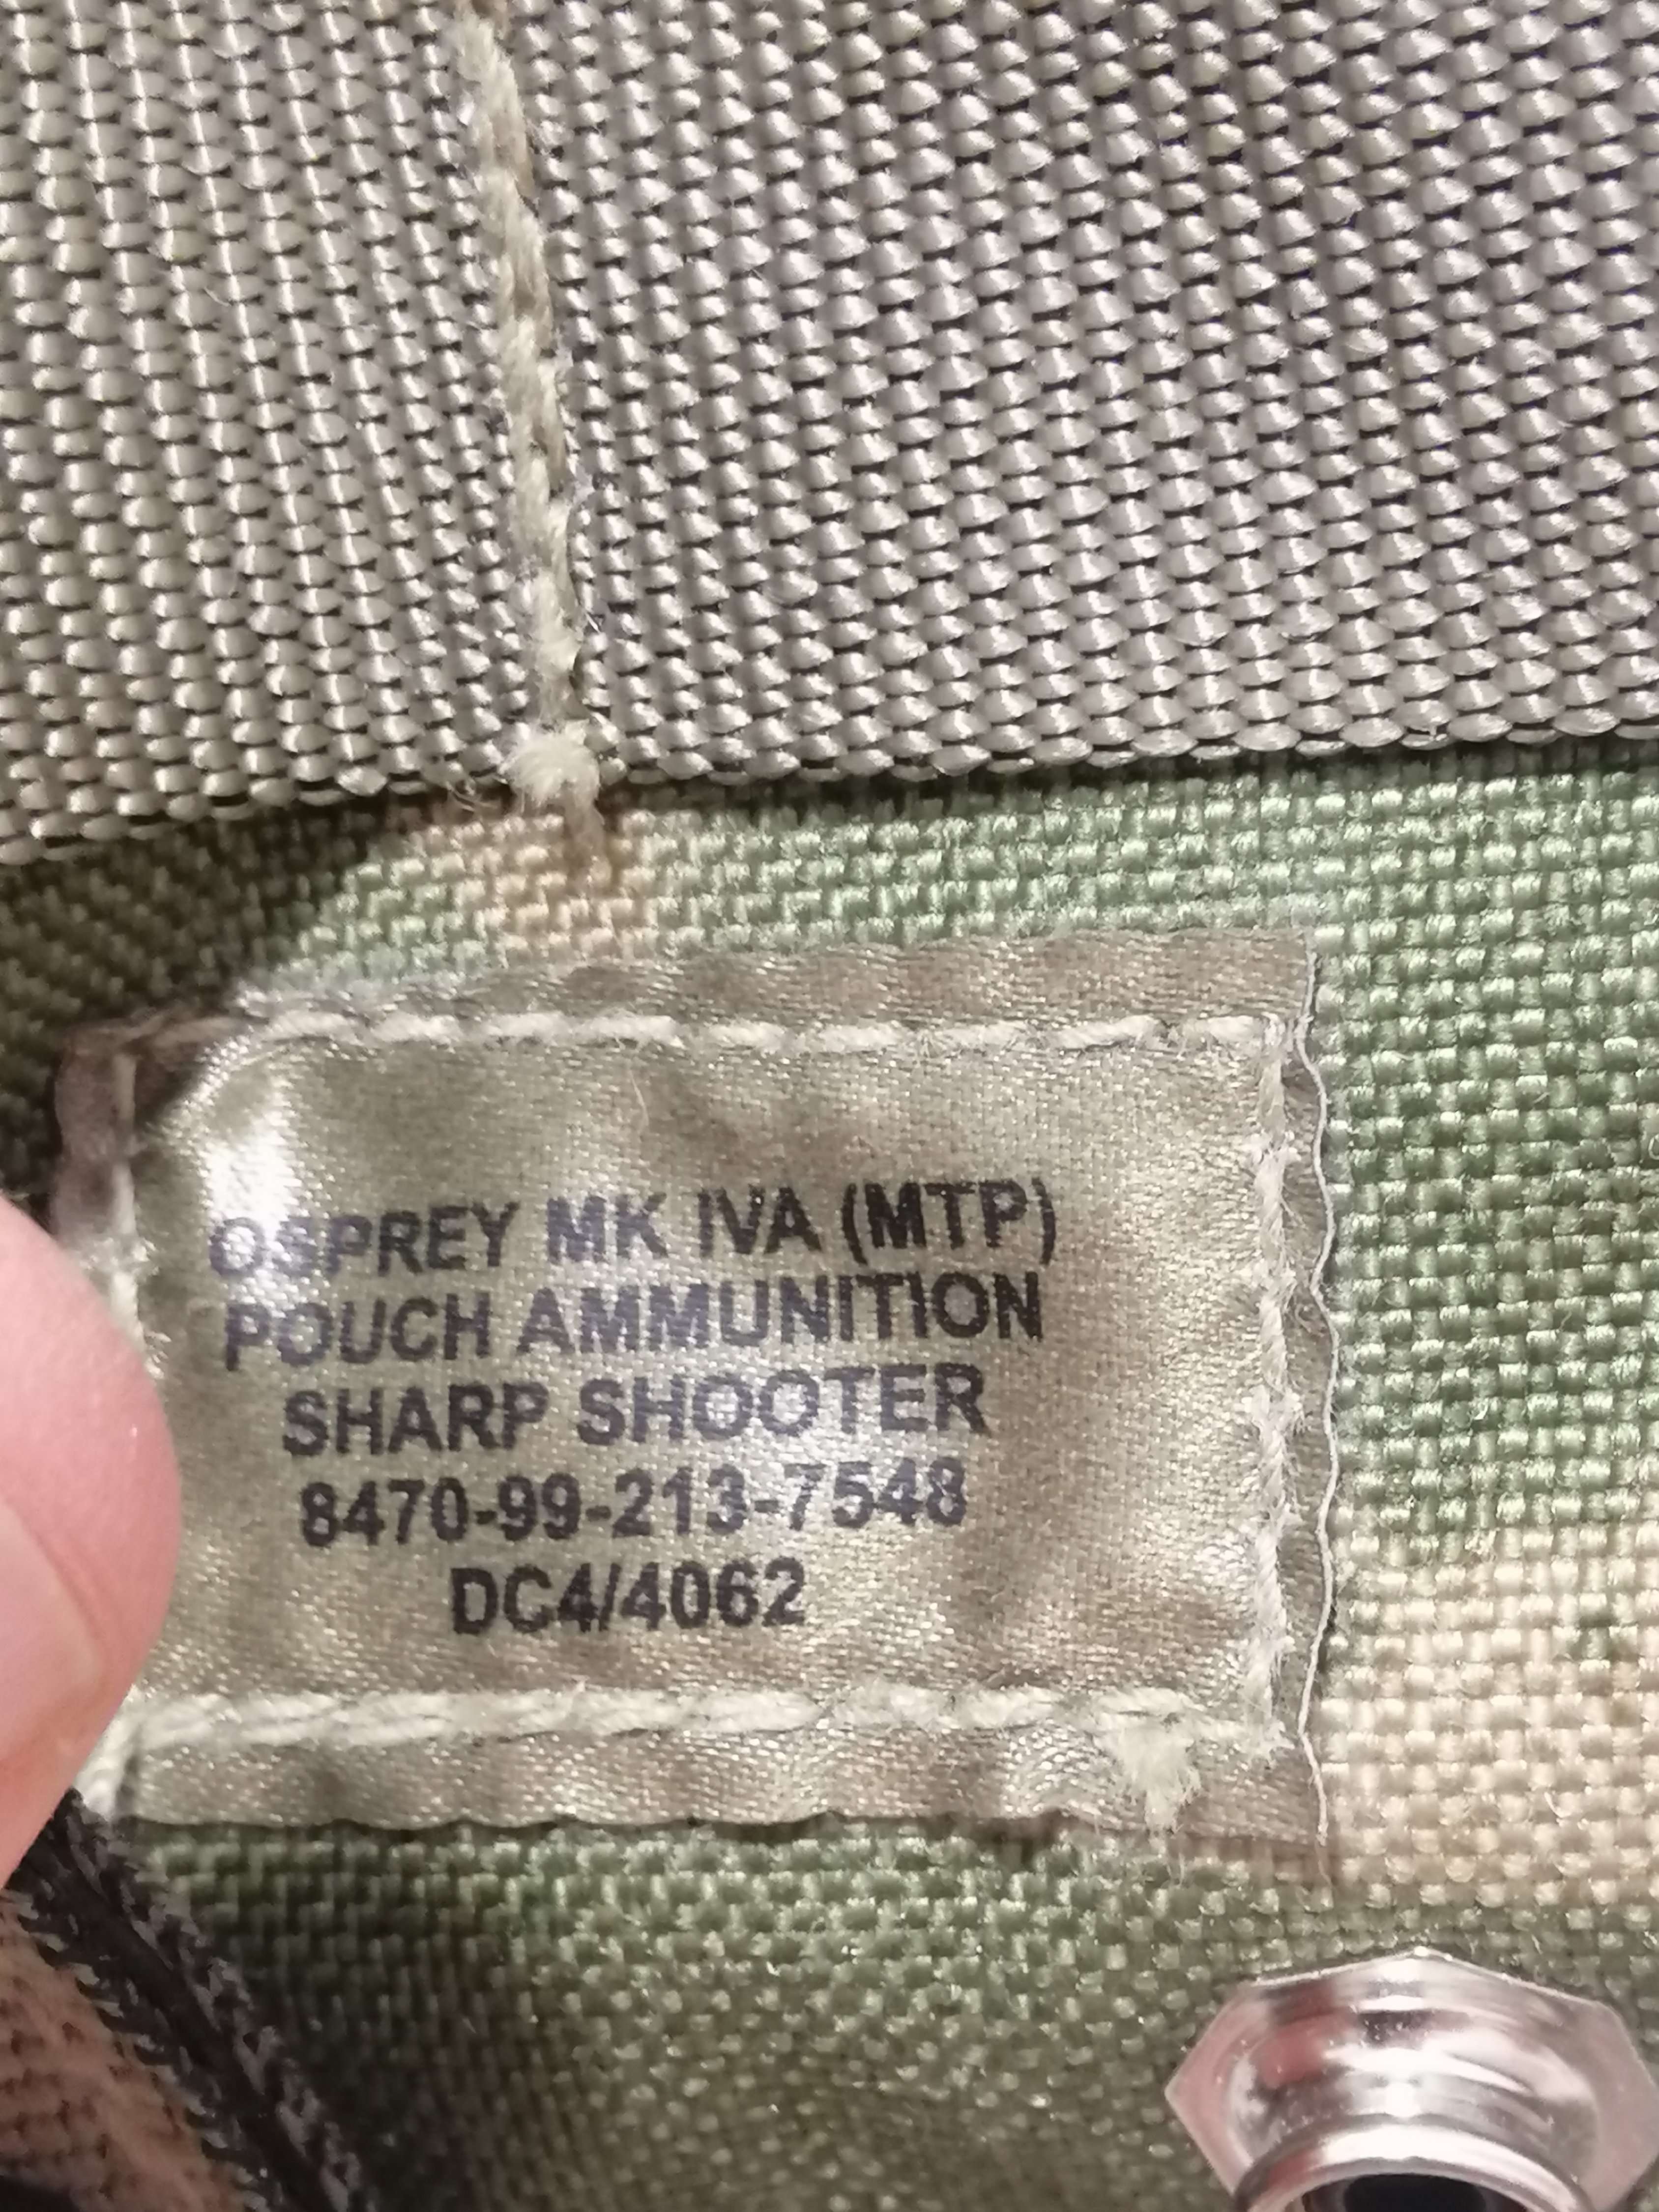 OSPREY MK IVA (MTP)
POUCH AMMUNITION
SHARP SHOOTER
8470-99-213-7548
DC4/4062